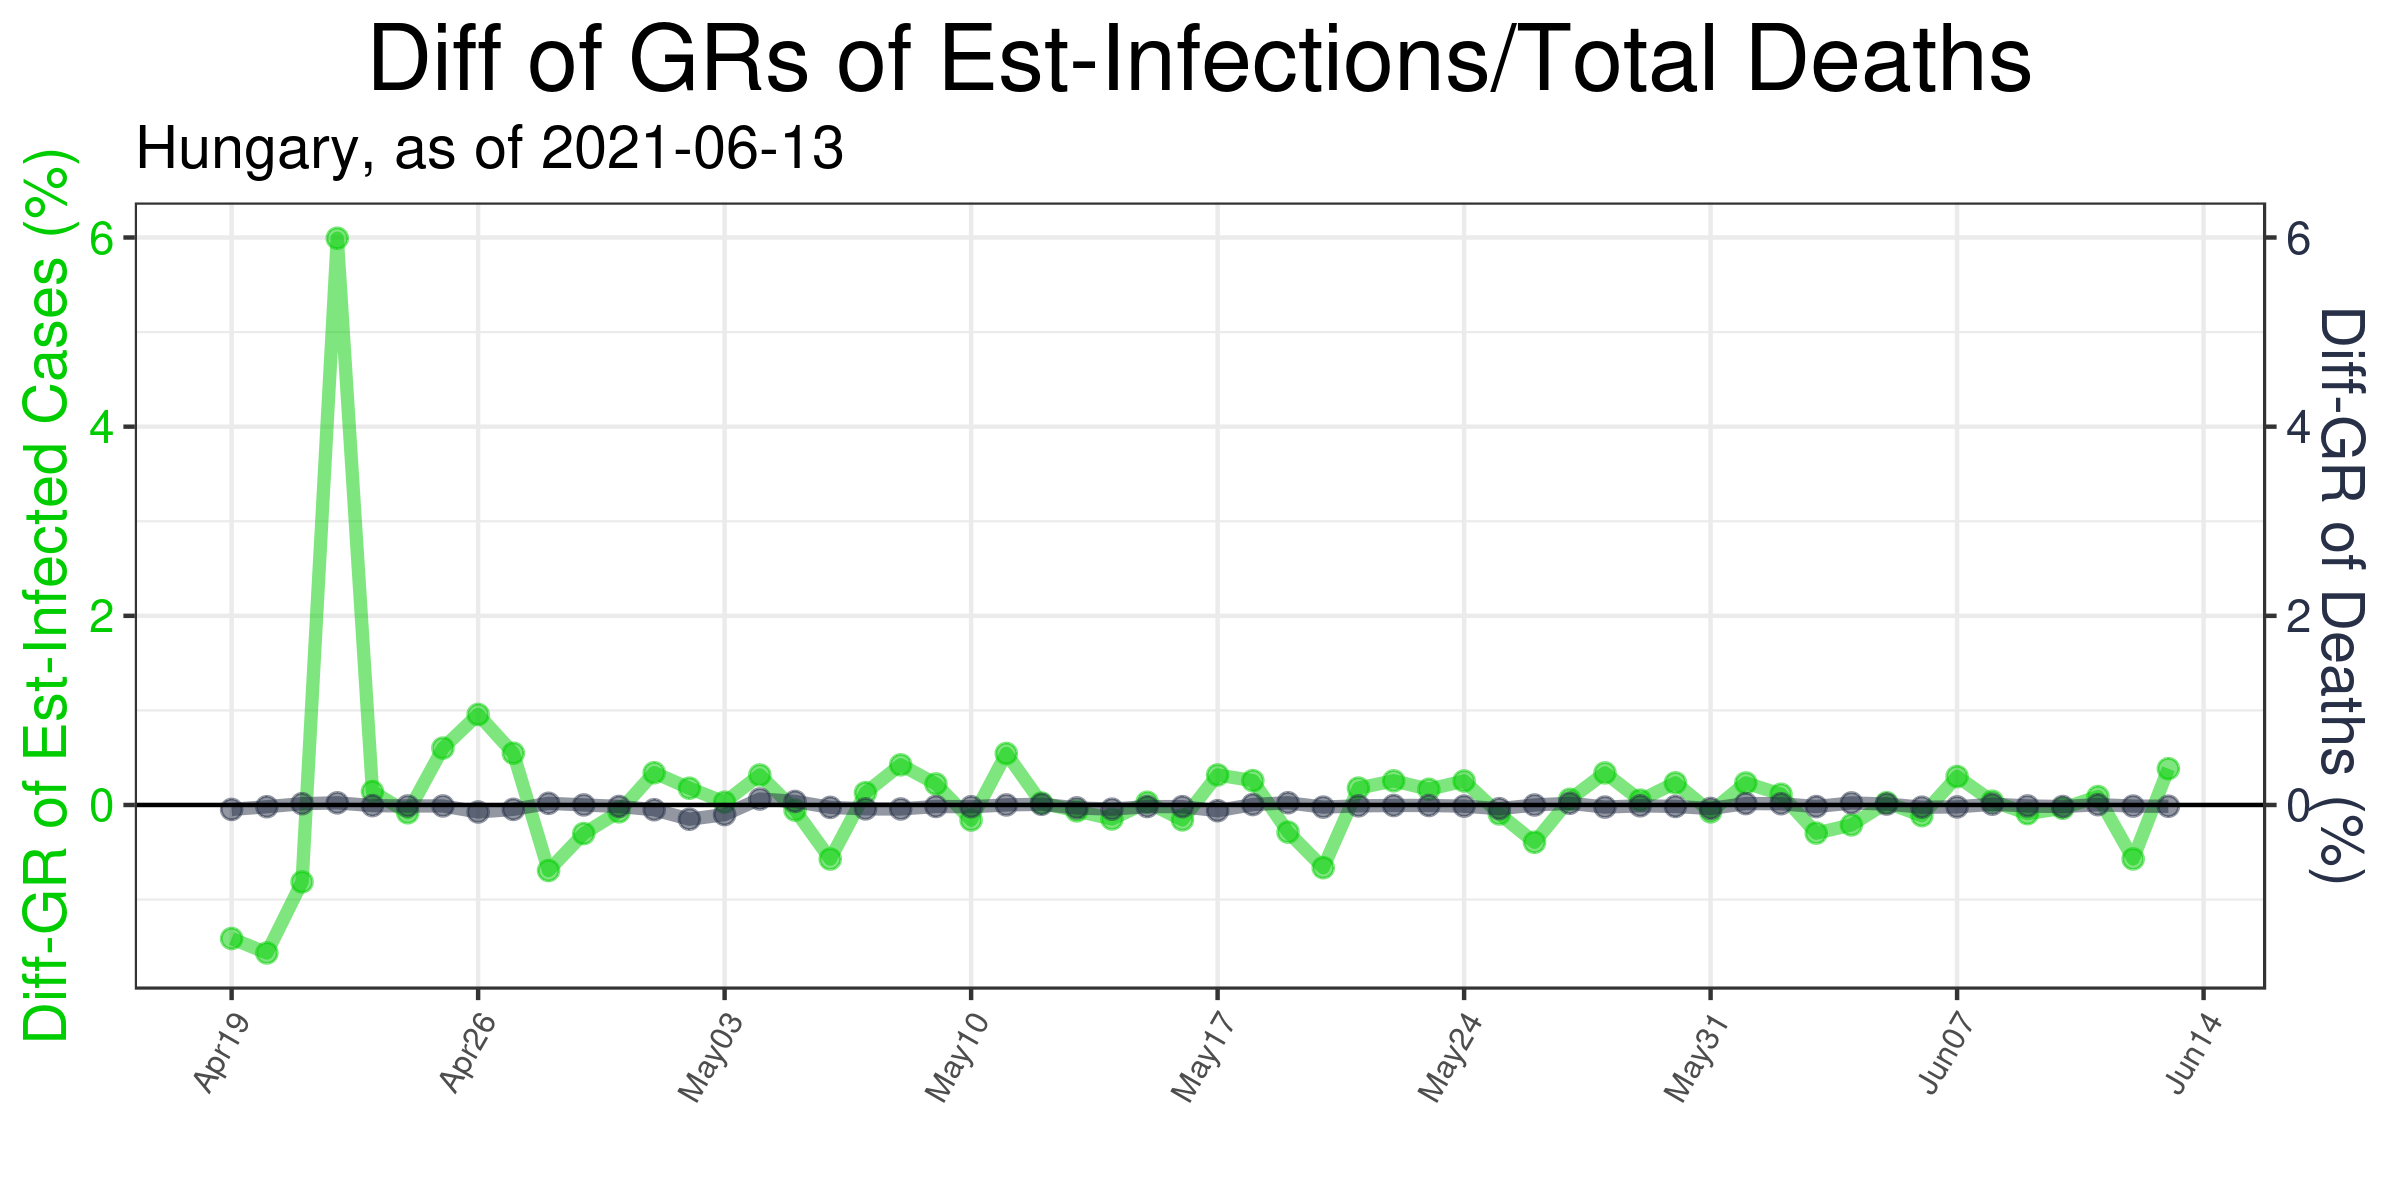 Diff of GRs of Est-Infections/Total Deaths
Hungary, as of 2021-06-13
Diff-GR of Est-Infected Cases (%)
6
4
2
0
6
4
2
0
Diff-GR of Deaths (%)
Apr19
Apr26
May03
May10
May17
May24
May31
Jun07
Jun14